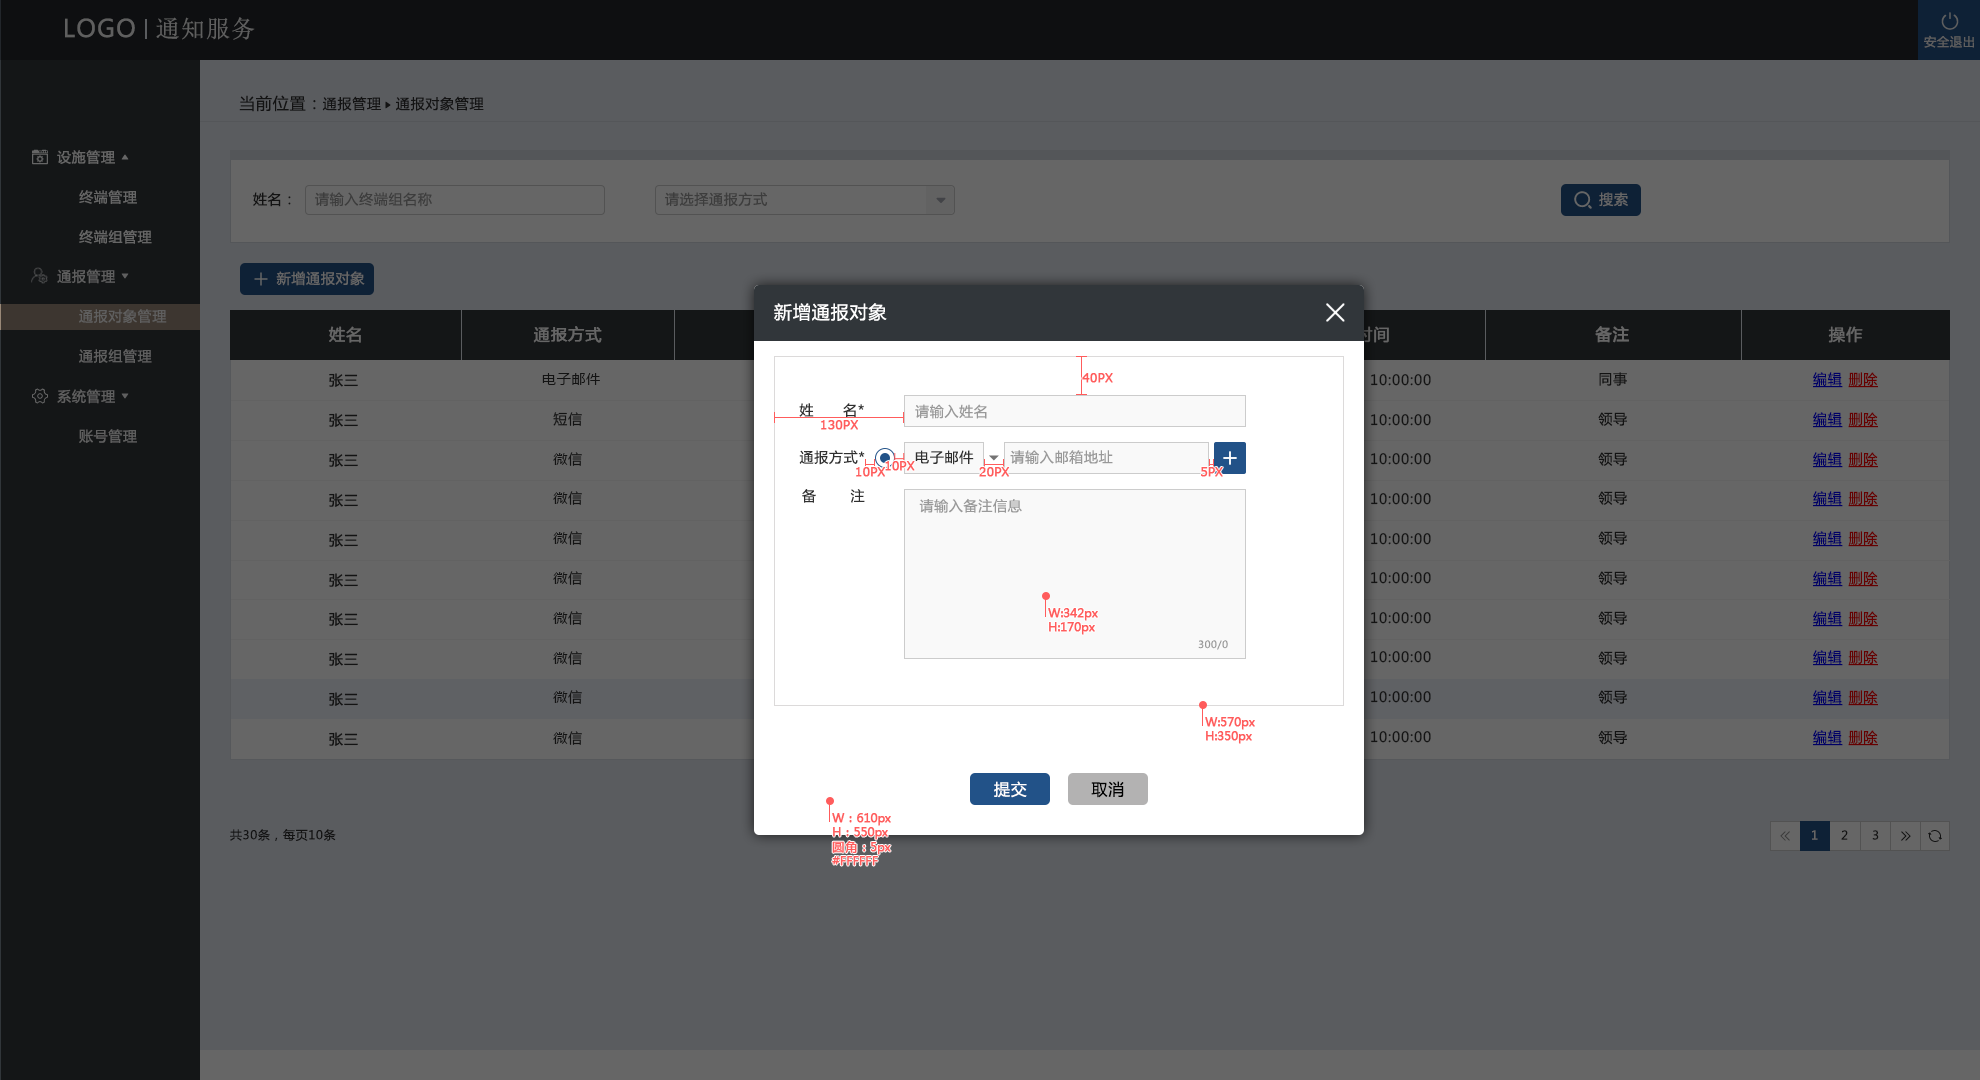 LOGO | 通知服务
安全退出
当前位置：通报管理 ▸ 通报对象管理
设施管理
终端管理
终端组管理
通报管理
通报对象管理
通报组管理
系统管理
账号管理
姓名： 请输入终端组名称 请选择通报方式 搜索
新增通报对象
姓名 通报方式 时间 备注 操作
张三 电子邮件 10:00:00 同事 编辑 删除
张三 短信 领导 编辑 删除
张三 微信 10:00:00 领导 编辑 删除
张三 微信 10:00:00 领导 编辑 删除
张三 微信 10:00:00 领导 编辑 删除
张三 微信 10:00:00 领导 编辑 删除
张三 微信 10:00:00 领导 编辑 删除
张三 微信 10:00:00 领导 编辑 删除
张三 微信 10:00:00 领导 编辑 删除
张三 微信 10:00:00 领导 编辑 删除
共30条，每页10条
« 1 2 3 »
新增通报对象
40PX
姓 名* 请输入姓名
130PX
通报方式* 电子邮件 请输入邮箱地址 +
10PX 10PX 20PX 5PX
备 注 请输入备注信息
W:342px
H:170px
300/0
W:570px
H:350px
提交 取消
W：610px
H：550px
圆角：5px
#FFFFFF